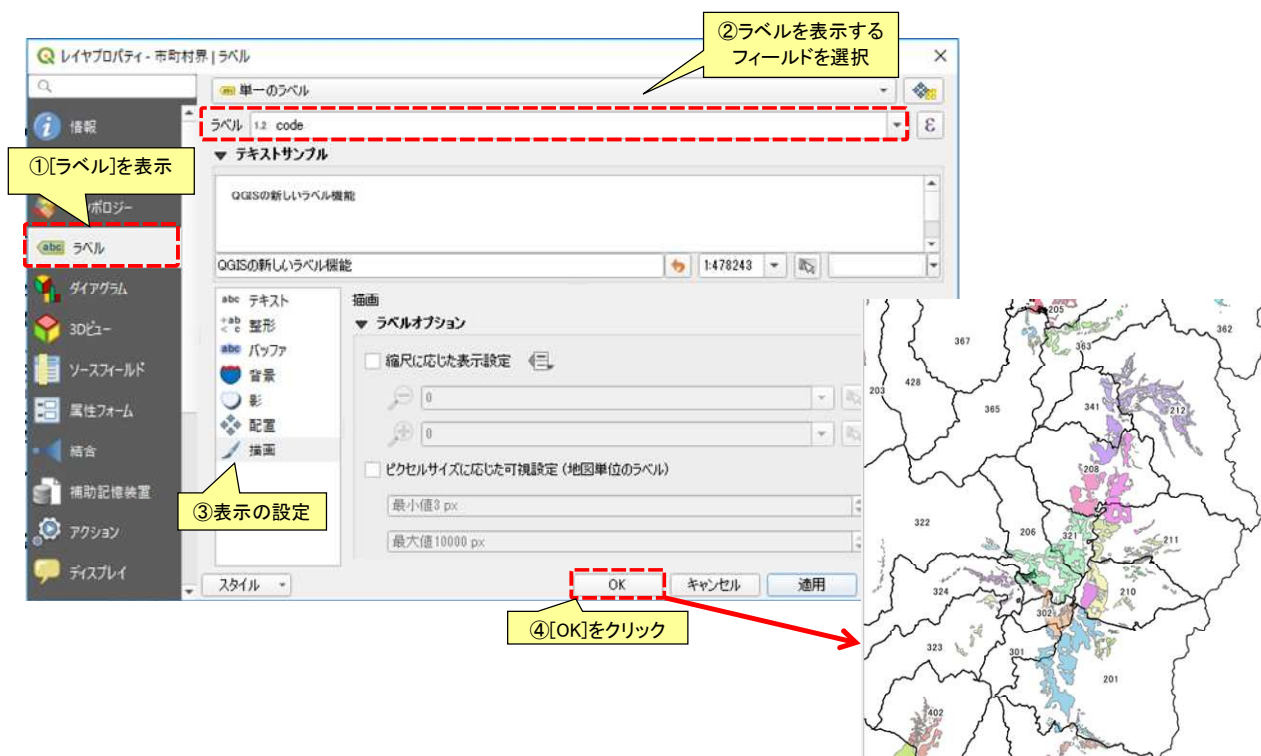 ②ラベルを表示する
フィールドを選択
レイヤプロパティ - 市町村界 | ラベル
単一のラベル
情報
ラベル 1.2 code
ε
①[ラベル]を表示
テキストサンプル
QGISの新しいラベル機能
ラベル
QGISの新しいラベル機能
1:478243
ダイアグラム
3Dビュー
ソースフィールド
属性フォーム
結合
補助記憶装置
アクション
ディスプレイ
abc テキスト
整形
abc バッファ
背景
影
配置
描画
③表示の設定
描画
ラベルオプション
縮尺に応じた表示設定
0
0
ピクセルサイズに応じた可視設定 (地図単位のラベル)
最小値3 px
最大値10000 px
スタイル
OK
キャンセル
適用
④[OK]をクリック
205
362
367
363
203
428
365
341
212
208
322
206
321
211
324
210
302
323
301
201
402